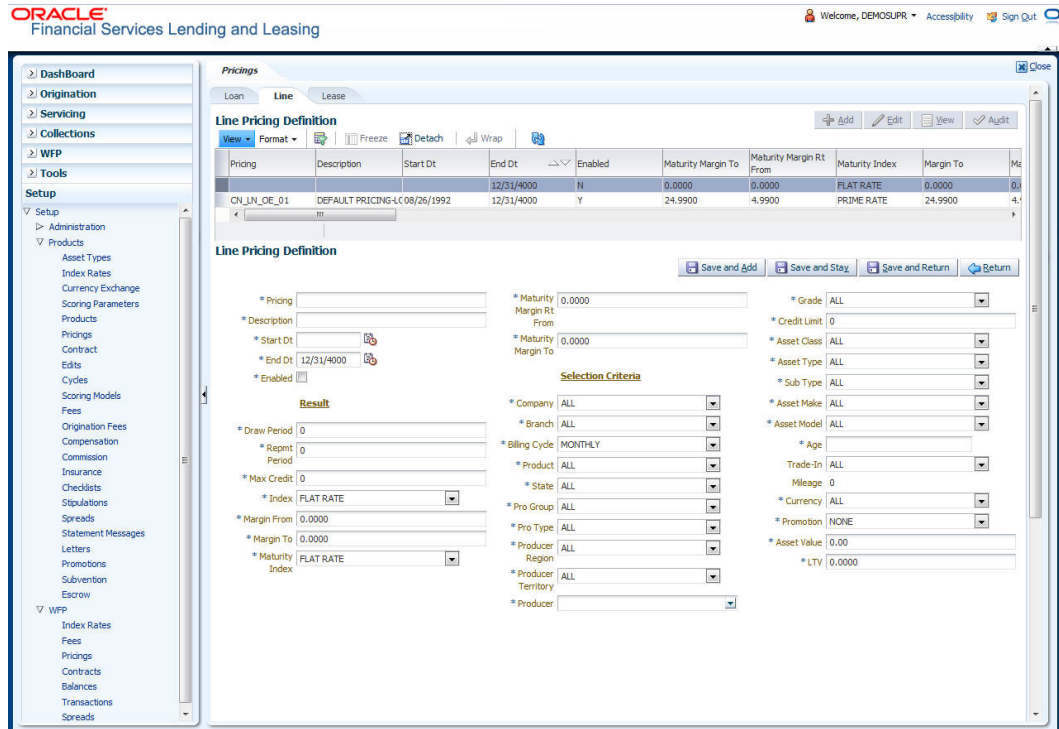 ORACLE
Financial Services Lending and Leasing
Welcome, DEMOSUPR
Accessibility
Sign Out
DashBoard
Origination
Servicing
Collections
WFP
Tools
Setup
Setup
Administration
Products
Asset Types
Index Rates
Currency Exchange
Scoring Parameters
Products
Pricings
Contract
Edits
Cycles
Scoring Models
Fees
Origination Fees
Compensation
Commission
Insurance
Checklists
Stipulations
Spreads
Statement Messages
Letters
Promotions
Subvention
Escrow
WFP
Index Rates
Fees
Pricings
Contracts
Balances
Transactions
Spreads
Pricings
Close
Loan Line Lease
Line Pricing Definition
Add Edit View Audit
View Format Freeze Detach Wrap
Pricing Description Start Dt End Dt Enabled Maturity Margin To Maturity Margin Rt From Maturity Index Margin To Ma
12/31/4000 N 0.0000 0.0000 FLAT RATE 0.0000 0.0
CN_LN_OE_01 DEFAULT PRICING-LO 08/26/1992 12/31/4000 Y 24.9900 4.9900 PRIME RATE 24.9900 4.9
Line Pricing Definition
Save and Add Save and Stay Save and Return Return
* Pricing
* Description
* Start Dt
* End Dt 12/31/4000
* Enabled
Result
* Draw Period 0
* Repmt Period 0
* Max Credit 0
* Index FLAT RATE
* Margin From 0.0000
* Margin To 0.0000
* Maturity Index FLAT RATE
* Maturity Margin Rt From 0.0000
* Maturity Margin To 0.0000
Selection Criteria
* Company ALL
* Branch ALL
* Billing Cycle MONTHLY
* Product ALL
* State ALL
* Pro Group ALL
* Pro Type ALL
* Producer Region ALL
* Producer Territory ALL
* Producer
* Grade ALL
* Credit Limit 0
* Asset Class ALL
* Asset Type ALL
* Sub Type ALL
* Asset Make ALL
* Asset Model ALL
* Age
Trade-In ALL
Mileage 0
* Currency ALL
* Promotion NONE
* Asset Value 0.00
* LTV 0.0000